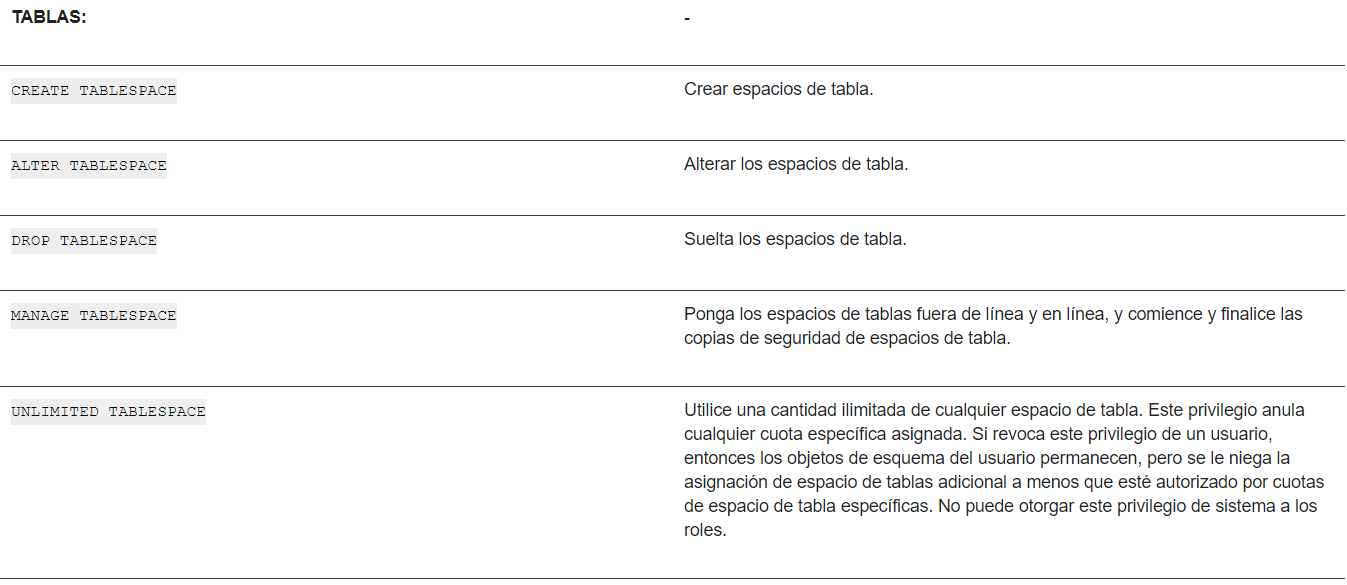 TABLAS:
-
CREATE TABLESPACE
Crear espacios de tabla.
ALTER TABLESPACE
Alterar los espacios de tabla.
DROP TABLESPACE
Suelta los espacios de tabla.
MANAGE TABLESPACE
Ponga los espacios de tablas fuera de línea y en línea, y comience y finalice las
copias de seguridad de espacios de tabla.
UNLIMITED TABLESPACE
Utilice una cantidad ilimitada de cualquier espacio de tabla. Este privilegio anula
cualquier cuota específica asignada. Si revoca este privilegio de un usuario,
entonces los objetos de esquema del usuario permanecen, pero se le niega la
asignación de espacio de tablas adicional a menos que esté autorizado por cuotas
de espacio de tabla específicas. No puede otorgar este privilegio de sistema a los
roles.